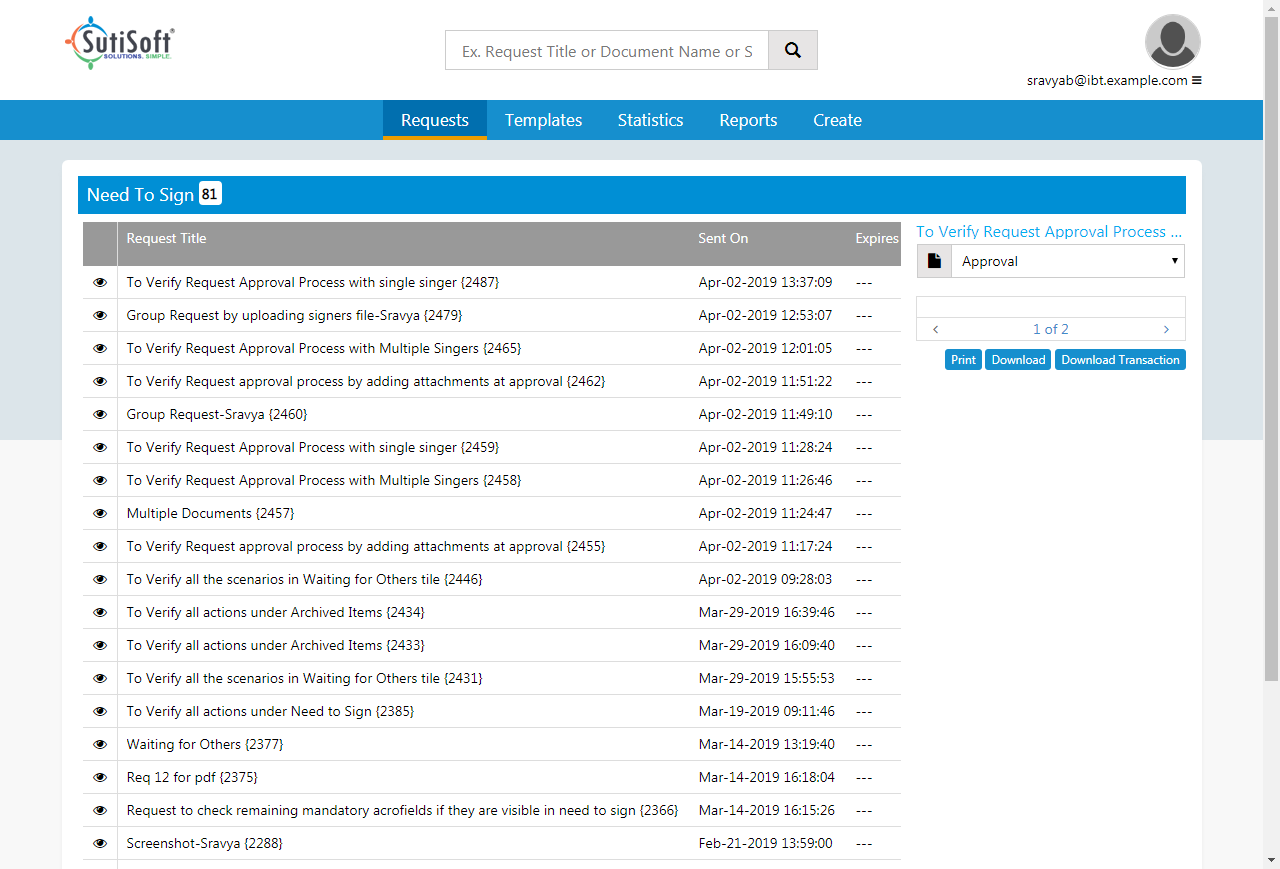 SutiSoft®
SOLUTIONS. SIMPLE.
Ex. Request Title or Document Name or S
sravyab@ibt.example.com
Requests Templates Statistics Reports Create
Need To Sign 81
Request Title Sent On Expires
To Verify Request Approval Process with single singer {2487} Apr-02-2019 13:37:09 ---
Group Request by uploading signers file-Sravya {2479} Apr-02-2019 12:53:07 ---
To Verify Request Approval Process with Multiple Singers {2465} Apr-02-2019 12:01:05 ---
To Verify Request approval process by adding attachments at approval {2462} Apr-02-2019 11:51:22 ---
Group Request-Sravya {2460} Apr-02-2019 11:49:10 ---
To Verify Request Approval Process with single singer {2459} Apr-02-2019 11:28:24 ---
To Verify Request Approval Process with Multiple Singers {2458} Apr-02-2019 11:26:46 ---
Multiple Documents {2457} Apr-02-2019 11:24:47 ---
To Verify Request approval process by adding attachments at approval {2455} Apr-02-2019 11:17:24 ---
To Verify all the scenarios in Waiting for Others tile {2446} Apr-02-2019 09:28:03 ---
To Verify all actions under Archived Items {2434} Mar-29-2019 16:39:46 ---
To Verify all actions under Archived Items {2433} Mar-29-2019 16:09:40 ---
To Verify all the scenarios in Waiting for Others tile {2431} Mar-29-2019 15:55:53 ---
To Verify all actions under Need to Sign {2385} Mar-19-2019 09:11:46 ---
Waiting for Others {2377} Mar-14-2019 13:19:40 ---
Req 12 for pdf {2375} Mar-14-2019 16:18:04 ---
Request to check remaining mandatory acrofields if they are visible in need to sign {2366} Mar-14-2019 16:15:26 ---
Screenshot-Sravya {2288} Feb-21-2019 13:59:00 ---
To Verify Request Approval Process ...
Approval
‹ 1 of 2 ›
Print Download Download Transaction